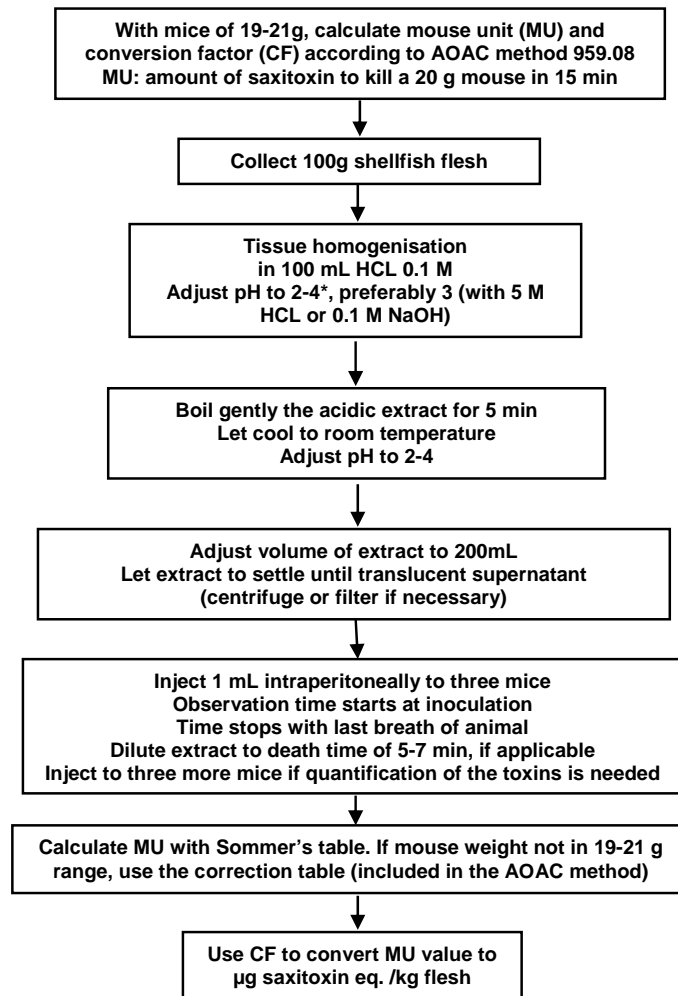 With mice of 19-21g, calculate mouse unit (MU) and
conversion factor (CF) according to AOAC method 959.08
MU: amount of saxitoxin to kill a 20 g mouse in 15 min
Collect 100g shellfish flesh
Tissue homogenisation
in 100 mL HCL 0.1 M
Adjust pH to 2-4*, preferably 3 (with 5 M
HCL or 0.1 M NaOH)
Boil gently the acidic extract for 5 min
Let cool to room temperature
Adjust pH to 2-4
Adjust volume of extract to 200mL
Let extract to settle until translucent supernatant
(centrifuge or filter if necessary)
Inject 1 mL intraperitoneally to three mice
Observation time starts at inoculation
Time stops with last breath of animal
Dilute extract to death time of 5-7 min, if applicable
Inject to three more mice if quantification of the toxins is needed
Calculate MU with Sommer's table. If mouse weight not in 19-21 g
range, use the correction table (included in the AOAC method)
Use CF to convert MU value to
µg saxitoxin eq. /kg flesh